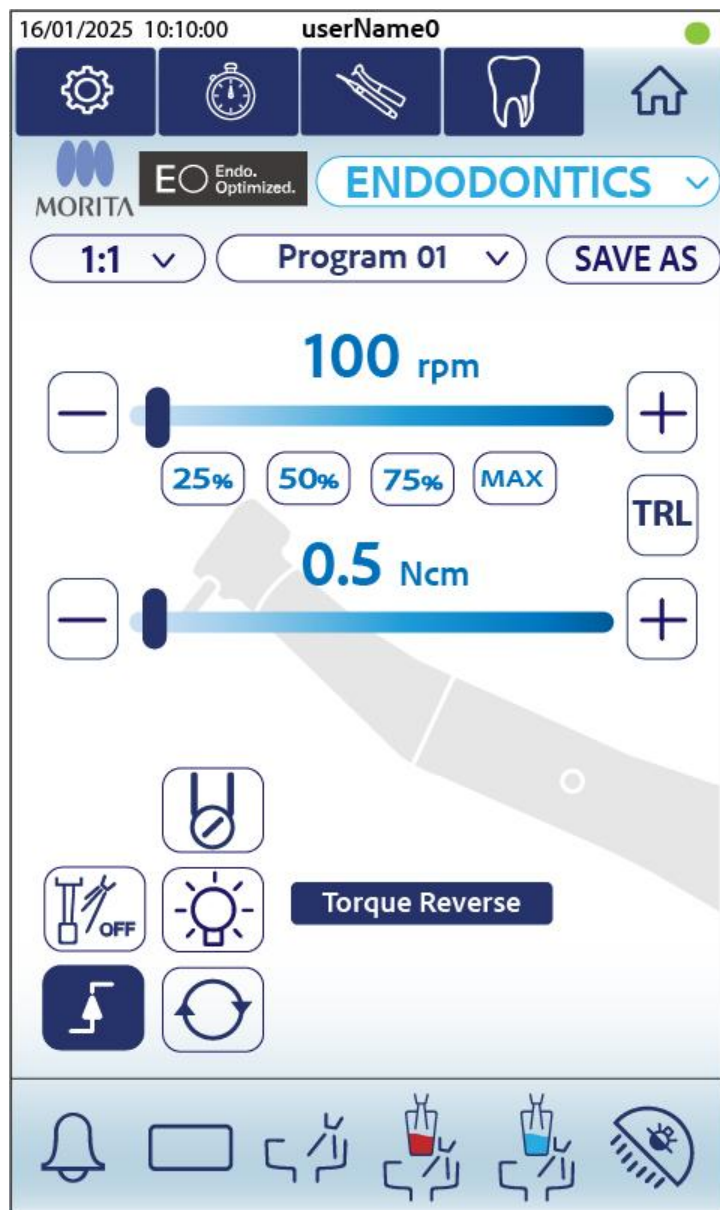 16/01/2025 10:10:00 userName0
MORITA
EO Endo.
Optimized.
ENDODONTICS
1:1 Program 01 SAVE AS
100 rpm
25% 50% 75% MAX
TRL
0.5 Ncm
OFF
Torque Reverse